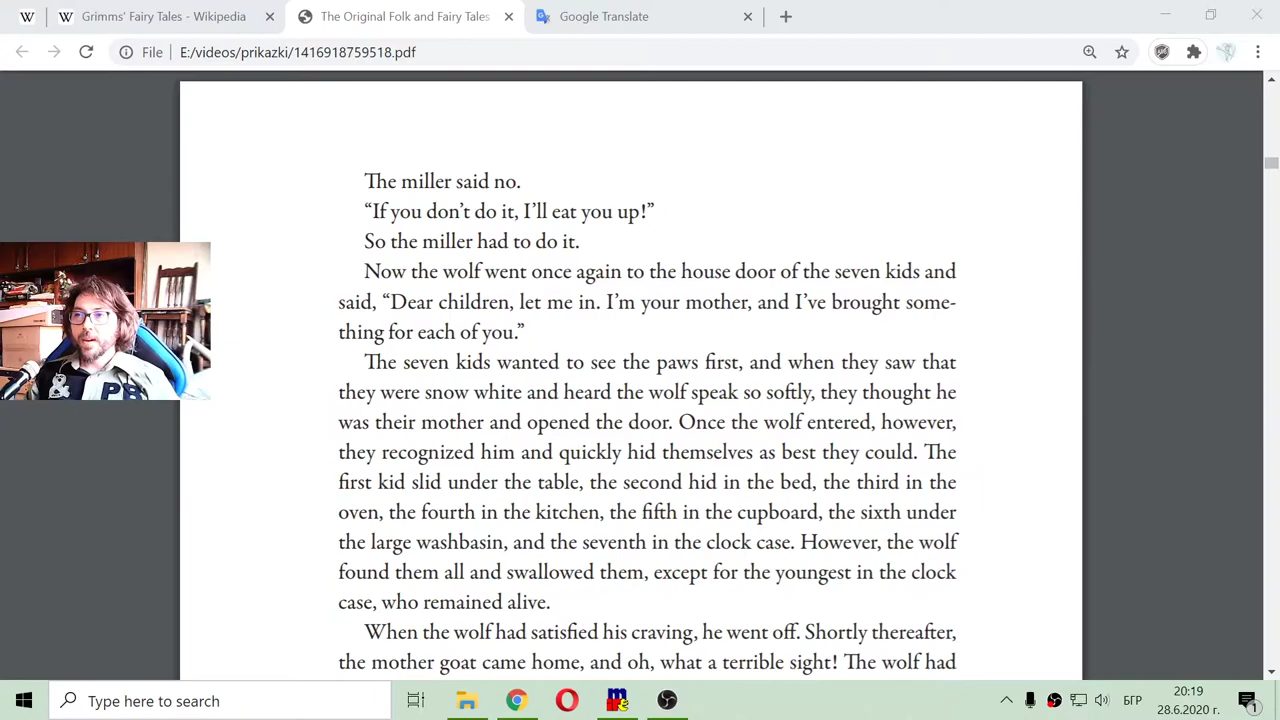 Grimms' Fairy Tales - Wikipedia
The Original Folk and Fairy Tales
Google Translate
File
E:/videos/prikazki/1416918759518.pdf
The miller said no.
“If you don’t do it, I’ll eat you up!”
So the miller had to do it.
Now the wolf went once again to the house door of the seven kids and
said, “Dear children, let me in. I’m your mother, and I’ve brought some-
thing for each of you.”
The seven kids wanted to see the paws first, and when they saw that
they were snow white and heard the wolf speak so softly, they thought he
was their mother and opened the door. Once the wolf entered, however,
they recognized him and quickly hid themselves as best they could. The
first kid slid under the table, the second hid in the bed, the third in the
oven, the fourth in the kitchen, the fifth in the cupboard, the sixth under
the large washbasin, and the seventh in the clock case. However, the wolf
found them all and swallowed them, except for the youngest in the clock
case, who remained alive.
When the wolf had satisfied his craving, he went off. Shortly thereafter,
the mother goat came home, and oh, what a terrible sight! The wolf had
Type here to search
БГР
20:19
28.6.2020 г.